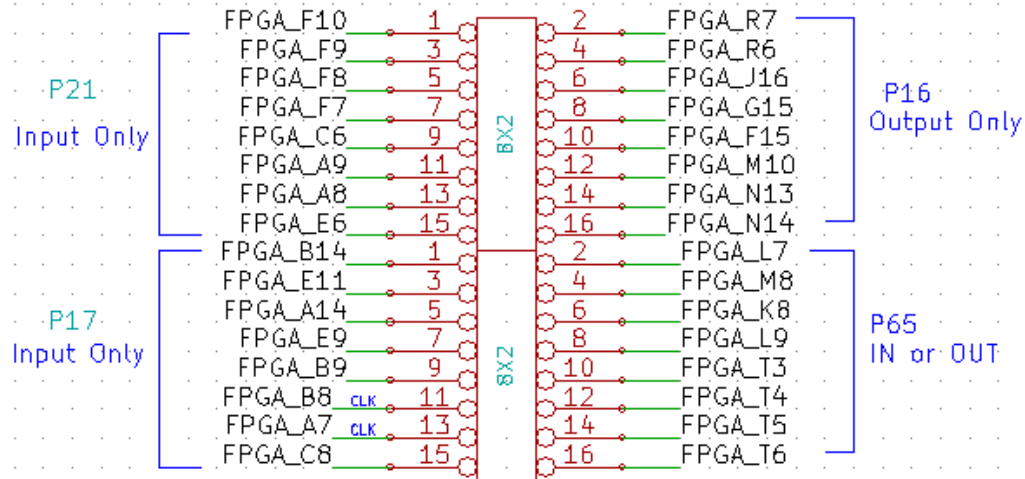 FPGA_F10 1 2 FPGA_R7
FPGA_F9 3 4 FPGA_R6
P21 FPGA_F8 5 6 FPGA_J16 P16
FPGA_F7 7 8 FPGA_G15 Output Only
Input Only FPGA_C6 9 8X2 10 FPGA_F15
FPGA_A9 11 12 FPGA_M10
FPGA_A8 13 14 FPGA_N13
FPGA_E6 15 16 FPGA_N14
FPGA_B14 1 2 FPGA_L7
FPGA_E11 3 4 FPGA_M8
P17 FPGA_A14 5 6 FPGA_K8 P65
Input Only FPGA_E9 7 8 FPGA_L9 IN or OUT
FPGA_B9 9 8X2 10 FPGA_T3
FPGA_B8 CLK 11 12 FPGA_T4
FPGA_A7 CLK 13 14 FPGA_T5
FPGA_C8 15 16 FPGA_T6